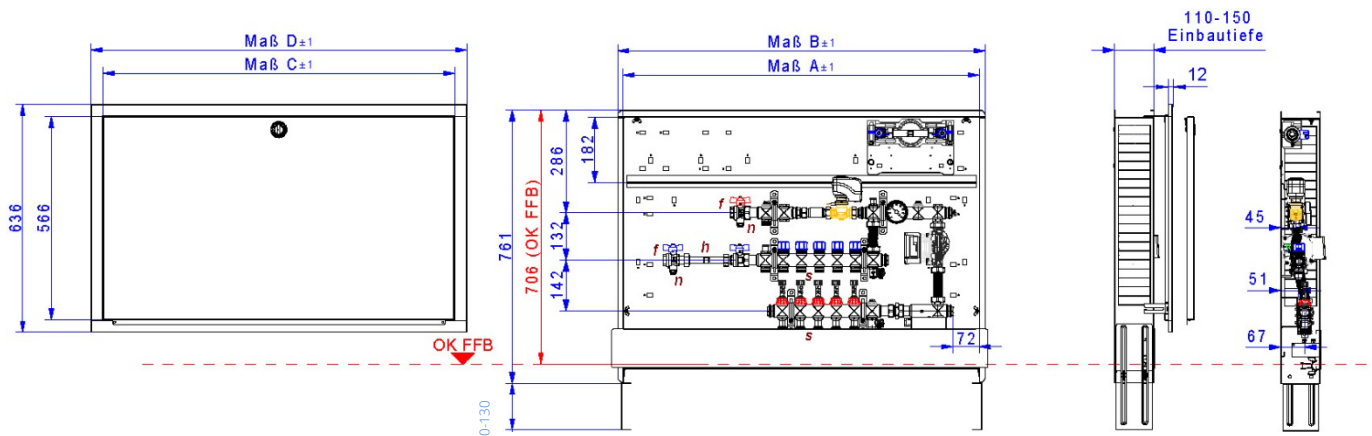 Maß D±1
Maß C±1
636
566
OK FFB
Maß B±1
Maß A±1
761
706 (OK FFB)
286
132
142
182
f
n
f
n
h
s
s
72
0-130
110-150
Einbautiefe
12
45
51
67